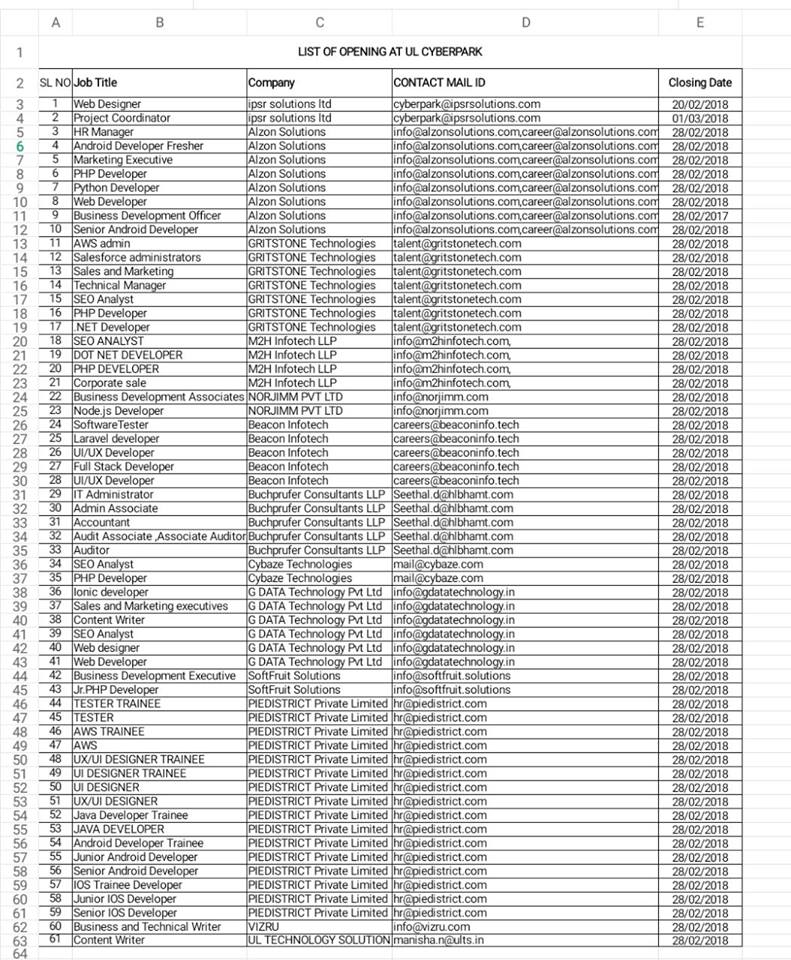 A B C D E
1 LIST OF OPENING AT UL CYBERPARK
2 SL NO Job Title Company CONTACT MAIL ID Closing Date
3 1 Web Designer ipsr solutions ltd cyberpark@ipsrsolutions.com 20/02/2018
4 2 Project Coordinator ipsr solutions ltd cyberpark@ipsrsolutions.com 01/03/2018
5 3 HR Manager Alzon Solutions info@alzonsolutions.com,career@alzonsolutions.com 28/02/2018
6 4 Android Developer Fresher Alzon Solutions info@alzonsolutions.com,career@alzonsolutions.com 28/02/2018
7 5 Marketing Executive Alzon Solutions info@alzonsolutions.com,career@alzonsolutions.com 28/02/2018
8 6 PHP Developer Alzon Solutions info@alzonsolutions.com,career@alzonsolutions.com 28/02/2018
9 7 Python Developer Alzon Solutions info@alzonsolutions.com,career@alzonsolutions.com 28/02/2018
10 8 Web Developer Alzon Solutions info@alzonsolutions.com,career@alzonsolutions.com 28/02/2018
11 9 Business Development Officer Alzon Solutions info@alzonsolutions.com,career@alzonsolutions.com 28/02/2017
12 10 Senior Android Developer Alzon Solutions info@alzonsolutions.com,career@alzonsolutions.com 28/02/2018
13 11 AWS admin GRITSTONE Technologies talent@gritstonetech.com 28/02/2018
14 12 Salesforce administrators GRITSTONE Technologies talent@gritstonetech.com 28/02/2018
15 13 Sales and Marketing GRITSTONE Technologies talent@gritstonetech.com 28/02/2018
16 14 Technical Manager GRITSTONE Technologies talent@gritstonetech.com 28/02/2018
17 15 SEO Analyst GRITSTONE Technologies talent@gritstonetech.com 28/02/2018
18 16 PHP Developer GRITSTONE Technologies talent@gritstonetech.com 28/02/2018
19 17 .NET Developer GRITSTONE Technologies talent@gritstonetech.com 28/02/2018
20 18 SEO ANALYST M2H Infotech LLP info@m2hinfotech.com, 28/02/2018
21 19 DOT NET DEVELOPER M2H Infotech LLP info@m2hinfotech.com, 28/02/2018
22 20 PHP DEVELOPER M2H Infotech LLP info@m2hinfotech.com, 28/02/2018
23 21 Corporate sale M2H Infotech LLP info@m2hinfotech.com, 28/02/2018
24 22 Business Development Associates NORJIMM PVT LTD info@norjimm.com 28/02/2018
25 23 Node.js Developer NORJIMM PVT LTD info@norjimm.com 28/02/2018
26 24 SoftwareTester Beacon Infotech careers@beaconinfo.tech 28/02/2018
27 25 Laravel developer Beacon Infotech careers@beaconinfo.tech 28/02/2018
28 26 UI/UX Developer Beacon Infotech careers@beaconinfo.tech 28/02/2018
29 27 Full Stack Developer Beacon Infotech careers@beaconinfo.tech 28/02/2018
30 28 UI/UX Developer Beacon Infotech careers@beaconinfo.tech 28/02/2018
31 29 IT Administrator Buchprufer Consultants LLP Seethal.d@hlbhamt.com 28/02/2018
32 30 Admin Associate Buchprufer Consultants LLP Seethal.d@hlbhamt.com 28/02/2018
33 31 Accountant Buchprufer Consultants LLP Seethal.d@hlbhamt.com 28/02/2018
34 32 Audit Associate ,Associate Auditor Buchprufer Consultants LLP Seethal.d@hlbhamt.com 28/02/2018
35 33 Auditor Buchprufer Consultants LLP Seethal.d@hlbhamt.com 28/02/2018
36 34 SEO Analyst Cybaze Technologies mail@cybaze.com 28/02/2018
37 35 PHP Developer Cybaze Technologies mail@cybaze.com 28/02/2018
38 36 Ionic developer G DATA Technology Pvt Ltd info@gdatatechnology.in 28/02/2018
39 37 Sales and Marketing executives G DATA Technology Pvt Ltd info@gdatatechnology.in 28/02/2018
40 38 Content Writer G DATA Technology Pvt Ltd info@gdatatechnology.in 28/02/2018
41 39 SEO Analyst G DATA Technology Pvt Ltd info@gdatatechnology.in 28/02/2018
42 40 Web designer G DATA Technology Pvt Ltd info@gdatatechnology.in 28/02/2018
43 41 Web Developer G DATA Technology Pvt Ltd info@gdatatechnology.in 28/02/2018
44 42 Business Development Executive SoftFruit Solutions info@softfruit.solutions 28/02/2018
45 43 Jr.PHP Developer SoftFruit Solutions info@softfruit.solutions 28/02/2018
46 44 TESTER TRAINEE PIEDISTRICT Private Limited hr@piedistrict.com 28/02/2018
47 45 TESTER PIEDISTRICT Private Limited hr@piedistrict.com 28/02/2018
48 46 AWS TRAINEE PIEDISTRICT Private Limited hr@piedistrict.com 28/02/2018
49 47 AWS PIEDISTRICT Private Limited hr@piedistrict.com 28/02/2018
50 48 UX/UI DESIGNER TRAINEE PIEDISTRICT Private Limited hr@piedistrict.com 28/02/2018
51 49 UI DESIGNER TRAINEE PIEDISTRICT Private Limited hr@piedistrict.com 28/02/2018
52 50 UI DESIGNER PIEDISTRICT Private Limited hr@piedistrict.com 28/02/2018
53 51 UX/UI DESIGNER PIEDISTRICT Private Limited hr@piedistrict.com 28/02/2018
54 52 Java Developer Trainee PIEDISTRICT Private Limited hr@piedistrict.com 28/02/2018
55 53 JAVA DEVELOPER PIEDISTRICT Private Limited hr@piedistrict.com 28/02/2018
56 54 Android Developer Trainee PIEDISTRICT Private Limited hr@piedistrict.com 28/02/2018
57 55 Junior Android Developer PIEDISTRICT Private Limited hr@piedistrict.com 28/02/2018
58 56 Senior Android Developer PIEDISTRICT Private Limited hr@piedistrict.com 28/02/2018
59 57 IOS Trainee Developer PIEDISTRICT Private Limited hr@piedistrict.com 28/02/2018
60 58 Junior IOS Developer PIEDISTRICT Private Limited hr@piedistrict.com 28/02/2018
61 59 Senior IOS Developer PIEDISTRICT Private Limited hr@piedistrict.com 28/02/2018
62 60 Business and Technical Writer VIZRU info@vizru.com 28/02/2018
63 61 Content Writer UL TECHNOLOGY SOLUTION manisha.n@ults.in 28/02/2018
64